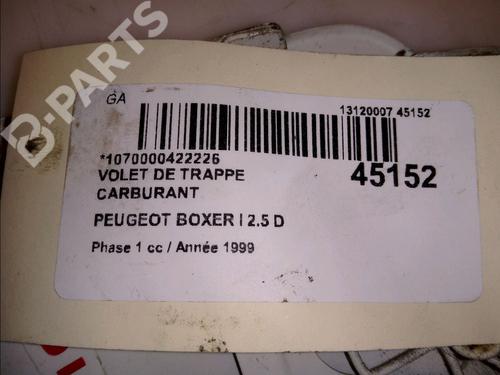 B-PARTS
GA
13120007 45152
*1070000422226
45152
VOLET DE TRAPPE
CARBURANT
PEUGEOT BOXER I 2.5 D
Phase 1 cc / Année 1999